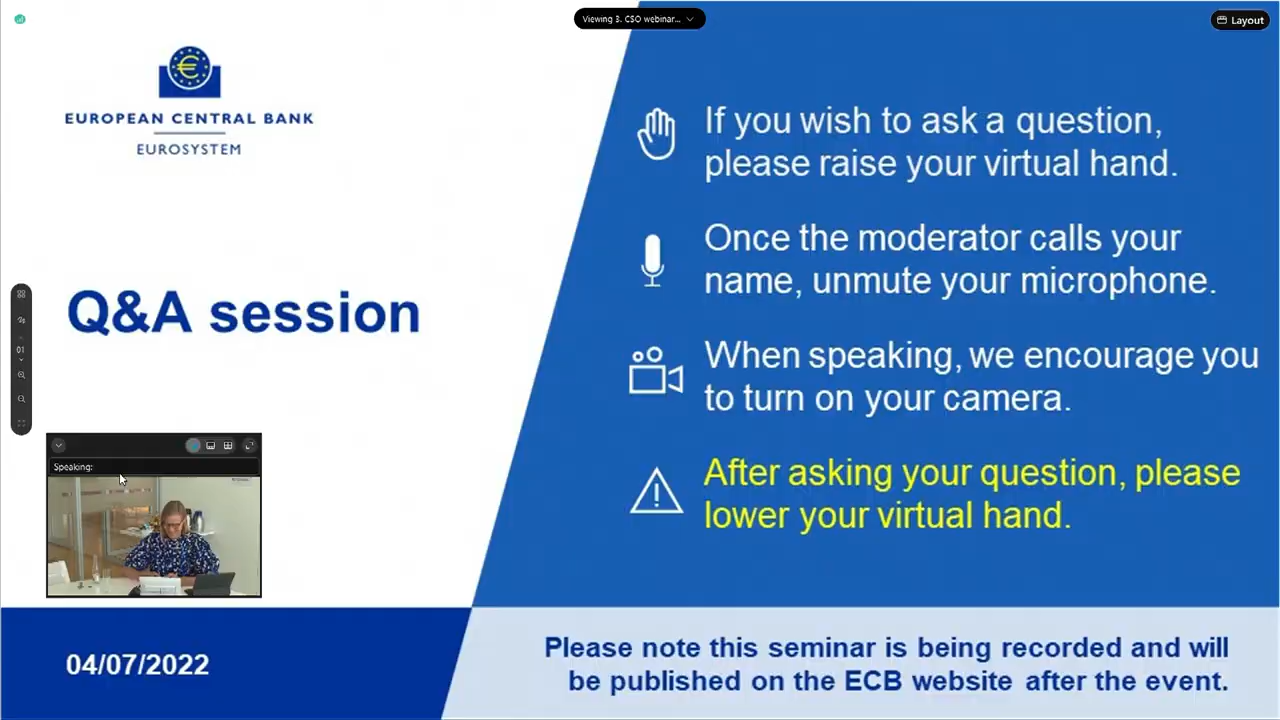 Viewing 3. CSO webinar...
Layout
EUROPEAN CENTRAL BANK
EUROSYSTEM
Q&A session
If you wish to ask a question,
please raise your virtual hand.
Once the moderator calls your
name, unmute your microphone.
When speaking, we encourage you
to turn on your camera.
After asking your question, please
lower your virtual hand.
Speaking:
04/07/2022
Please note this seminar is being recorded and will
be published on the ECB website after the event.